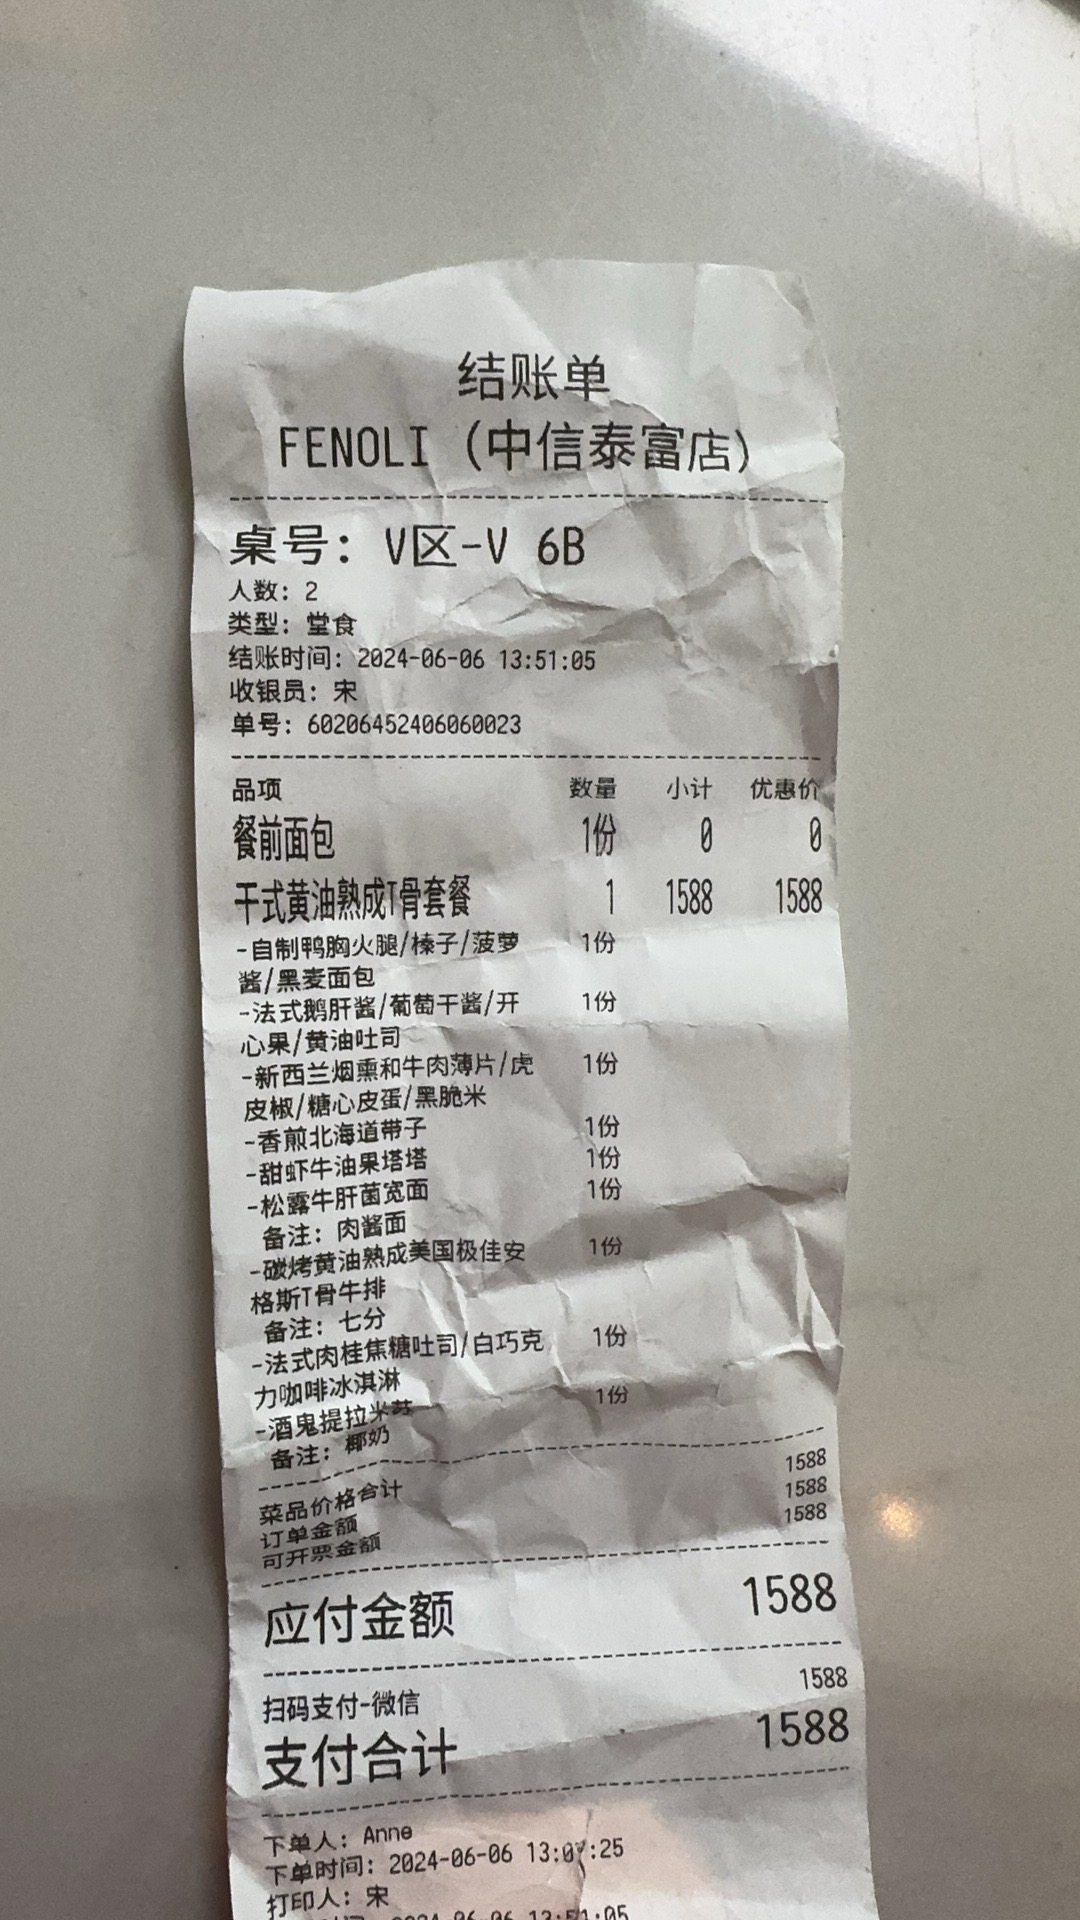 结账单
FENOLI（中信泰富店）
桌号：V区-V 6B
人数：2
类型：堂食
结账时间：2024-06-06 13:51:05
收银员：宋
单号：60206452406060023
品项 数量 小计 优惠价
餐前面包 1份 0 0
干式黄油熟成T骨套餐 1 1588 1588
-自制鸭胸火腿/榛子/菠萝 1份
酱/黑麦面包
-法式鹅肝酱/葡萄干酱/开 1份
心果/黄油吐司
-新西兰烟熏和牛肉薄片/虎 1份
皮椒/糖心皮蛋/黑脆米
-香煎北海道带子 1份
-甜虾牛油果塔塔 1份
-松露牛肝菌宽面 1份
备注：肉酱面
-碳烤黄油熟成美国极佳安 1份
格斯T骨牛排
备注：七分
-法式肉桂焦糖吐司/白巧克 1份
力咖啡冰淇淋
-酒鬼提拉米苏 1份
备注：椰奶
菜品价格合计 1588
订单金额 1588
可开票金额 1588
应付金额 1588
扫码支付-微信 1588
支付合计 1588
下单人：Anne
下单时间：2024-06-06 13:07:25
打印人：宋
2024-06-06 13:51:05